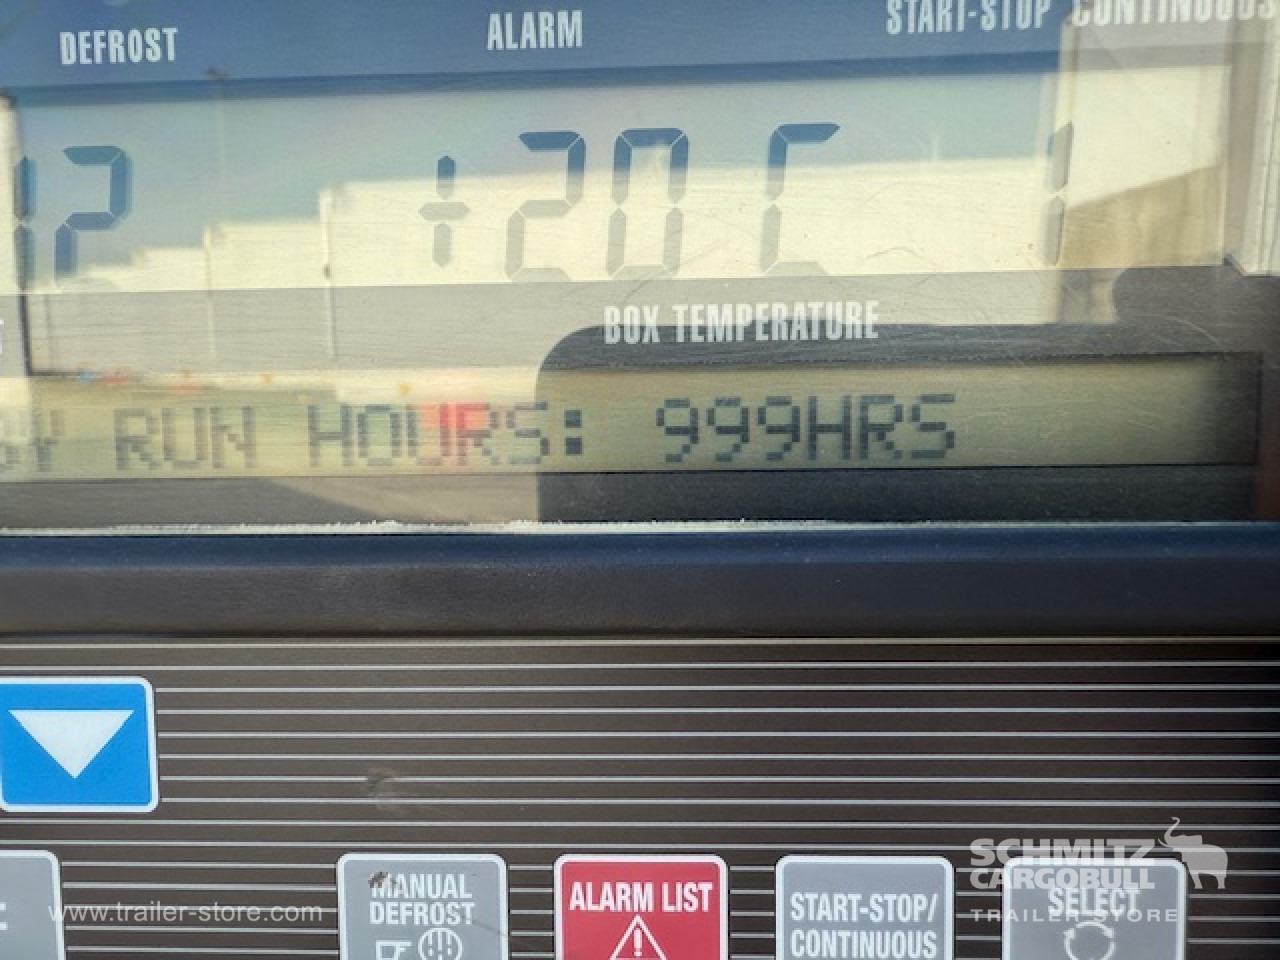 DEFROST ALARM START-STOP CONTINUOUS
12 +20C
BOX TEMPERATURE
BY RUN HOURS: 999HRS
MANUAL DEFROST
ALARM LIST
START-STOP/
CONTINUOUS
SELECT
SCHMITZ
CARGOBULL
TRAILER-STORE
www.trailer-store.com